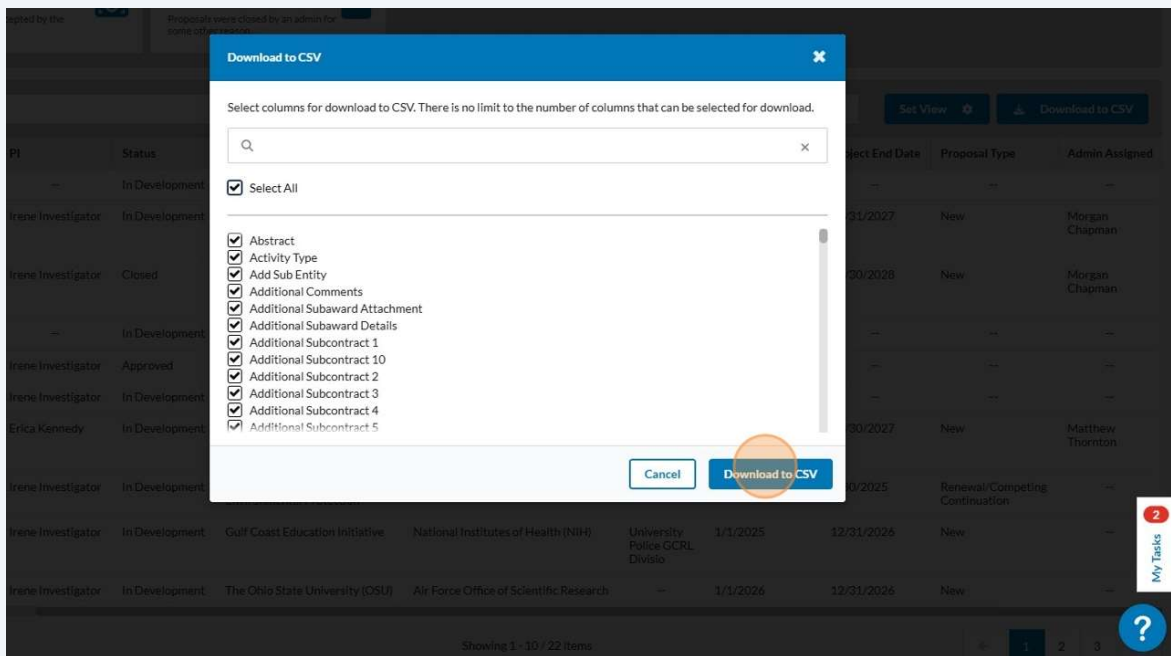 epted by the
Proposals were closed by an admin for
some other reason
Download to CSV
Select columns for download to CSV. There is no limit to the number of columns that can be selected for download.
Set View
Download to CSV
Select All
PI Status ject End Date Proposal Type Admin Assigned
-- In Development -- -- --
Irene Investigator In Development 31/2027 New Morgan
Chapman
Irene Investigator Closed 30/2028 New Morgan
Chapman
-- In Development -- -- --
Irene Investigator Approved -- -- --
Irene Investigator In Development -- -- --
Erica Kennedy In Development 30/2027 New Matthew
Thornton
Irene Investigator In Development 0/2025 Renewal/Competing --
Continuation
Abstract
Activity Type
Add Sub Entity
Additional Comments
Additional Subaward Attachment
Additional Subaward Details
Additional Subcontract 1
Additional Subcontract 10
Additional Subcontract 2
Additional Subcontract 3
Additional Subcontract 4
Additional Subcontract 5
Cancel
Download to CSV
Irene Investigator In Development Gulf Coast Education Initiative National Institutes of Health (NIH) University 1/1/2025 12/31/2026 New --
Police GCRL
Divisio
Irene Investigator In Development The Ohio State University (OSU) Air Force Office of Scientific Research -- 1/1/2026 12/31/2026 New --
2
My Tasks
?
Showing 1 - 10 / 22 items
1 2 3